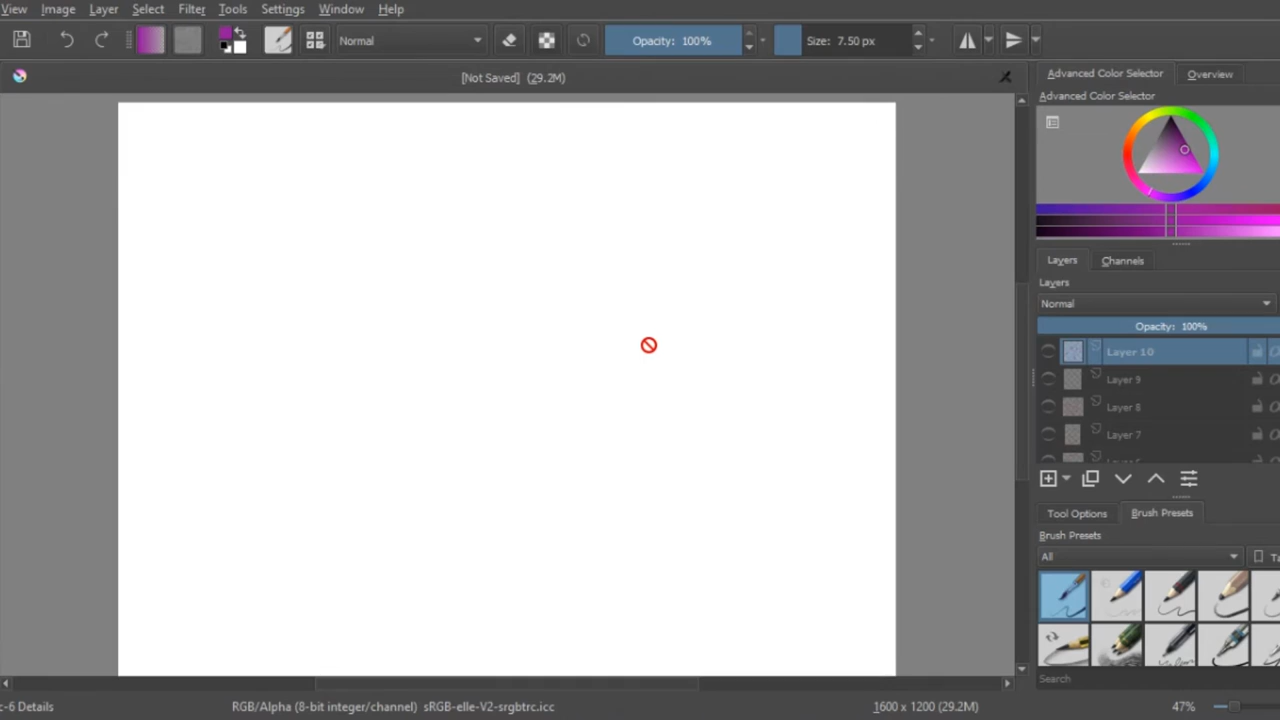 View Image Layer Select Filter Tools Settings Window Help
Normal Opacity: 100% Size: 7.50 px
[Not Saved] (29.2M)
Advanced Color Selector Overview
Advanced Color Selector
Layers Channels
Layers
Normal
Opacity: 100%
Layer 10
Layer 9
Layer 8
Layer 7
Tool Options Brush Presets
Brush Presets
All
Search
c-6 Details RGB/Alpha (8-bit integer/channel) sRGB-elle-V2-srgbtrc.icc 1600 x 1200 (29.2M) 47%